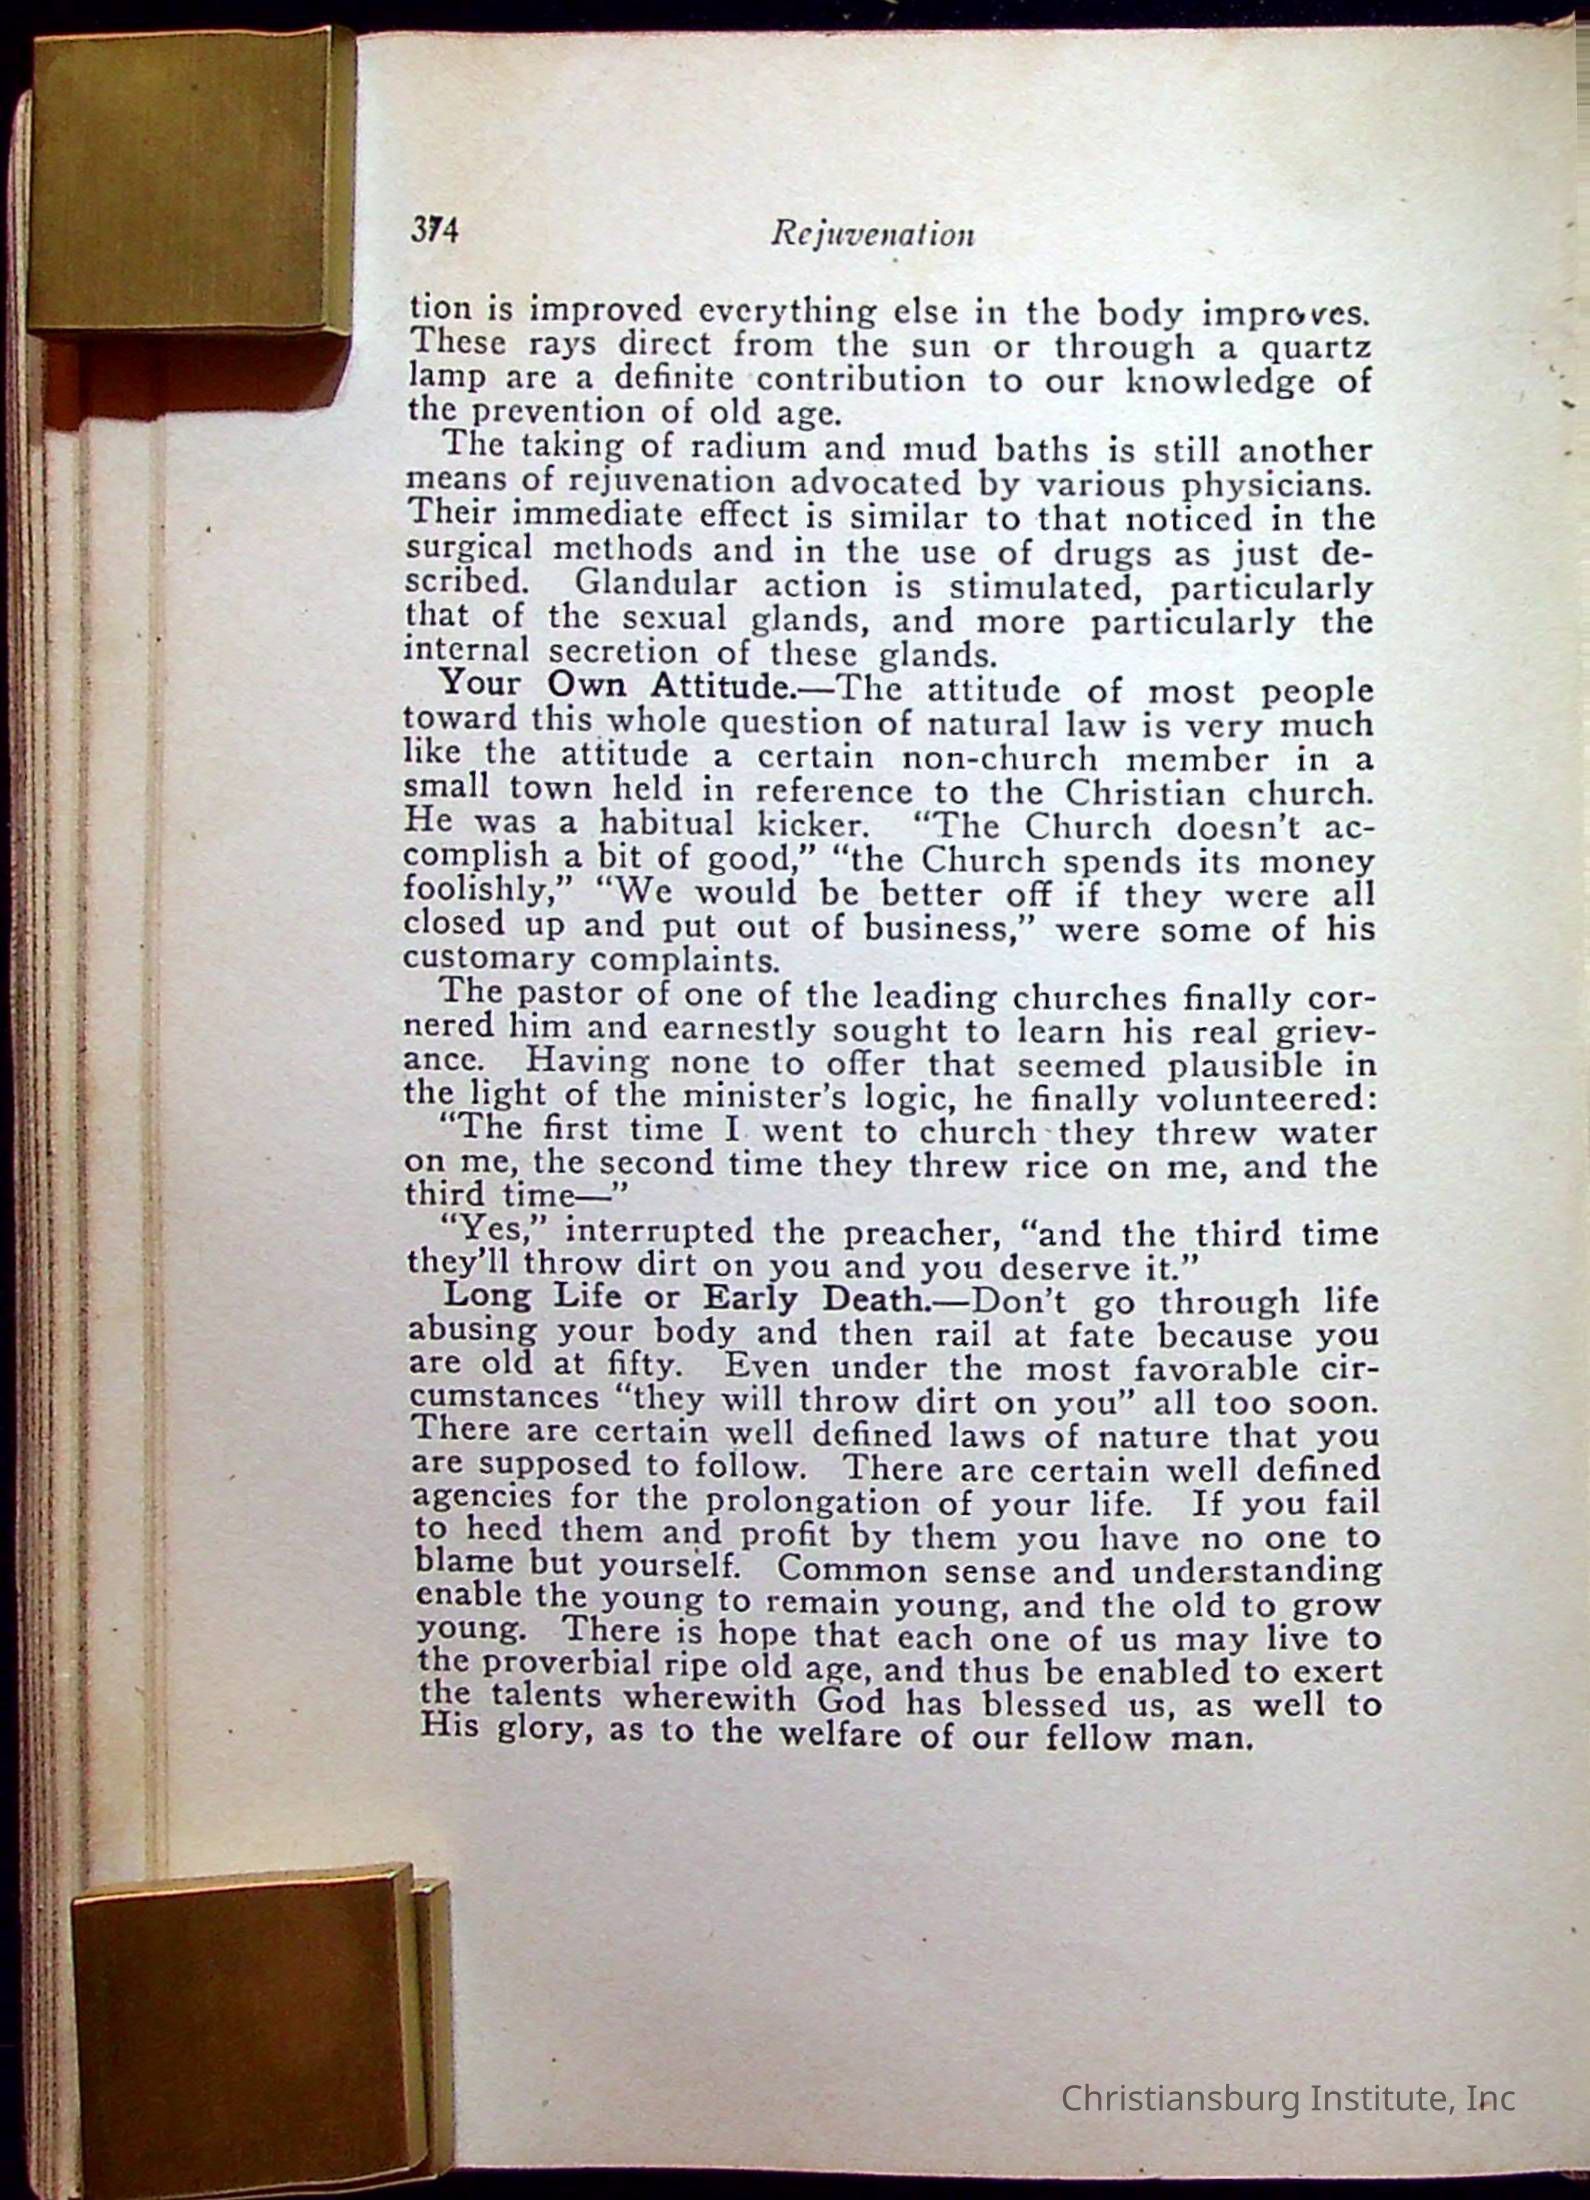 374
Rejuvenation
tion is improved everything else in the body improves.
These rays direct from the sun or through a quartz
lamp are a definite contribution to our knowledge of
the prevention of old age.
The taking of radium and mud baths is still another
means of rejuvenation advocated by various physicians.
Their immediate effect is similar to that noticed in the
surgical methods and in the use of drugs as just de-
scribed. Glandular action is stimulated, particularly
that of the sexual glands, and more particularly the
internal secretion of these glands.
Your Own Attitude.—The attitude of most people
toward this whole question of natural law is very much
like the attitude a certain non-church member in a
small town held in reference to the Christian church.
He was a habitual kicker. “The Church doesn’t ac-
complish a bit of good,” “the Church spends its money
foolishly,” “We would be better off if they were all
closed up and put out of business,” were some of his
customary complaints.
The pastor of one of the leading churches finally cor-
nered him and earnestly sought to learn his real griev-
ance. Having none to offer that seemed plausible in
the light of the minister’s logic, he finally volunteered:
“The first time I went to church they threw water
on me, the second time they threw rice on me, and the
third time—”
“Yes,” interrupted the preacher, “and the third time
they’ll throw dirt on you and you deserve it.”
Long Life or Early Death.—Don’t go through life
abusing your body and then rail at fate because you
are old at fifty. Even under the most favorable cir-
cumstances “they will throw dirt on you” all too soon.
There are certain well defined laws of nature that you
are supposed to follow. There are certain well defined
agencies for the prolongation of your life. If you fail
to heed them and profit by them you have no one to
blame but yourself. Common sense and understanding
enable the young to remain young, and the old to grow
young. There is hope that each one of us may live to
the proverbial ripe old age, and thus be enabled to exert
the talents wherewith God has blessed us, as well to
His glory, as to the welfare of our fellow man.
Christiansburg Institute, Inc